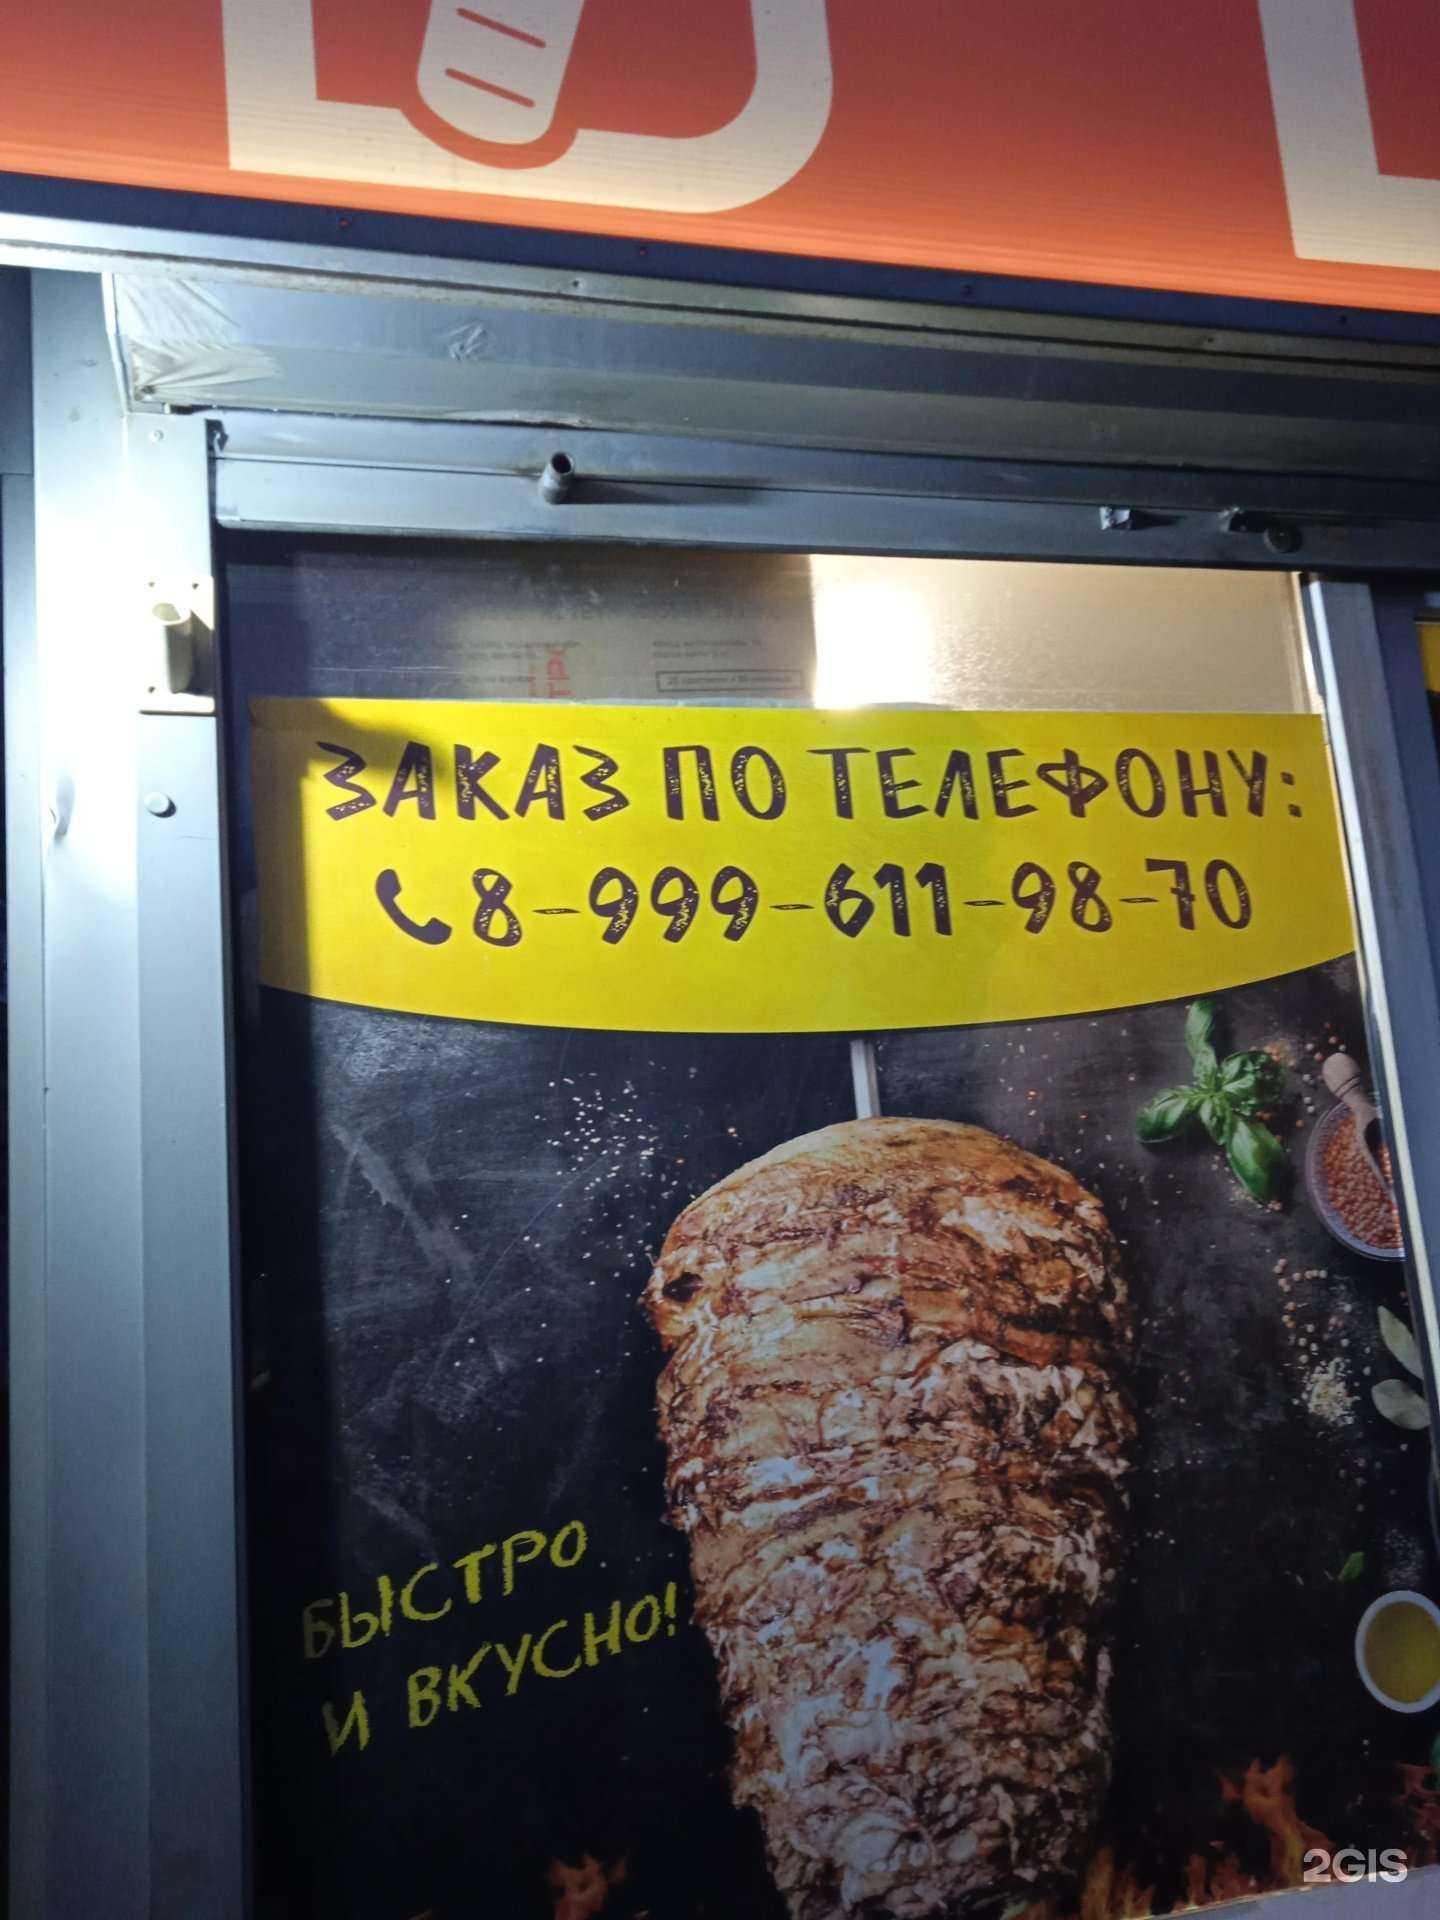 ЗАКАЗ ПО ТЕЛЕФОНУ:
8-999-611-98-70
БЫСТРО
И ВКУСНО!
2GIS